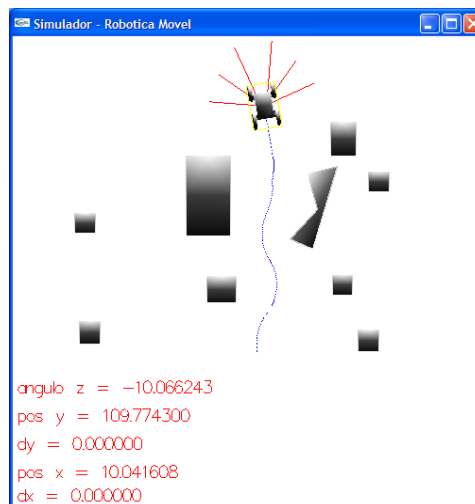 Simulador - Robotica Movel
angulo z = -10.066243
pos y = 109.774300
dy = 0.000000
pos x = 10.041608
dx = 0.000000